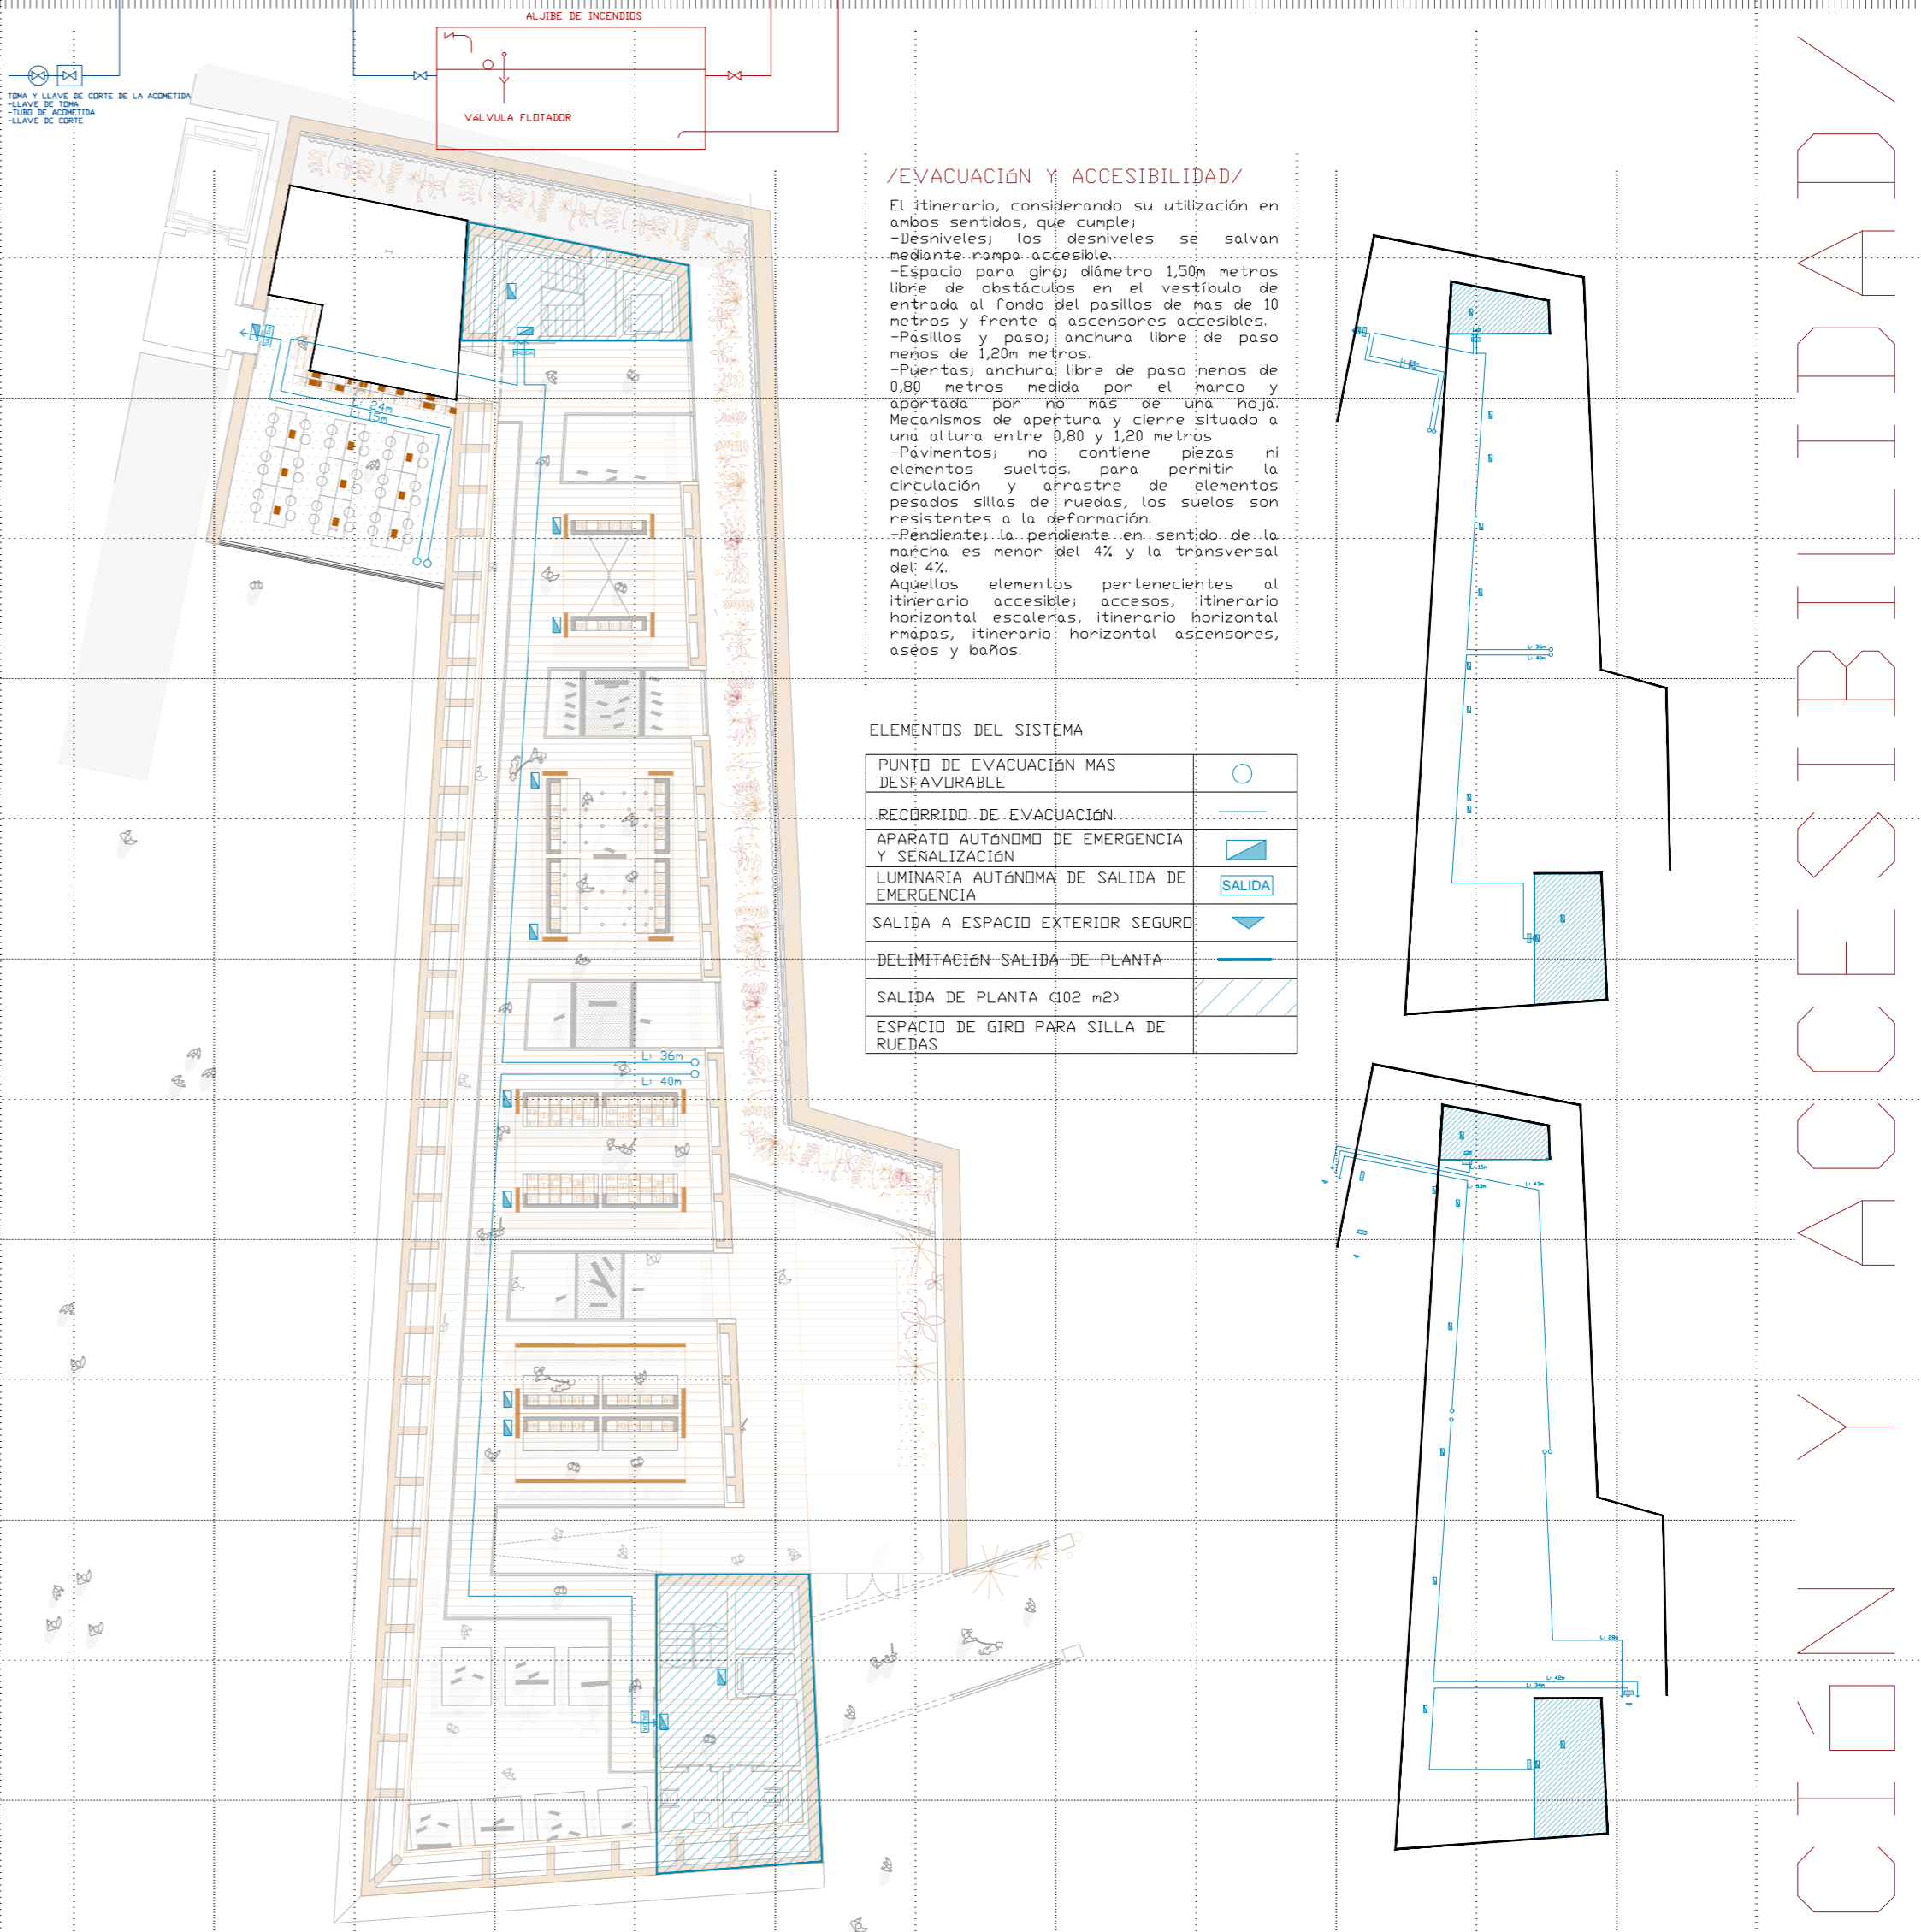 ALJIBE DE INCENDIOS
VáLVULA FLOTADOR
TOMA Y LLAVE DE CORTE DE LA ACOMETIDA
-LLAVE DE TOMA
-TUBO DE ACOMETIDA
-LLAVE DE CORTE
/EVACUACIóN Y ACCESIBILIDAD/
El itinerario, considerando su utilización en
ambos sentidos, que cumple;
-Desniveles; los desniveles se salvan
mediante rampa accesible.
-Espacio para giro; diámetro 1,50m metros
libre de obstáculos en el vestíbulo de
entrada al fondo del pasillos de mas de 10
metros y frente a ascensores accesibles.
-Pasillos y paso; anchura libre de paso
menos de 1,20m metros.
-Puertas; anchura libre de paso menos de
0,80 metros medida por el marco y
aportada por no más de una hoja.
Mecanismos de apertura y cierre situado a
una altura entre 0,80 y 1,20 metros
-Pavimentos; no contiene piezas ni
elementos sueltos. para permitir la
circulación y arrastre de elementos
pesados sillas de ruedas, los suelos son
resistentes a la deformación.
-Pendiente; la pendiente en sentido de la
marcha es menor del 4% y la transversal
del 4%.
Aquellos elementos pertenecientes al
itinerario accesible; accesos, itinerario
horizontal escaleras, itinerario horizontal
rmapas, itinerario horizontal ascensores,
aseos y baños.
ELEMENTOS DEL SISTEMA
PUNTO DE EVACUACIóN MAS
DESFAVORABLE
RECORRIDO DE EVACUACIóN
APARATO AUTóNOMO DE EMERGENCIA
Y SEÑALIZACIóN
LUMINARIA AUTóNOMA DE SALIDA DE
EMERGENCIA
SALIDA
SALIDA A ESPACIO EXTERIOR SEGURO
DELIMITACIóN SALIDA DE PLANTA
SALIDA DE PLANTA (102 m2)
ESPACIO DE GIRO PARA SILLA DE
RUEDAS
SALIDA
SALIDA
L: 24m
L: 15m
L: 36m
L: 40m
SALIDA
L: 36m
L: 40m
L: 15m
L: 43m
L: 42m
L: 34m
CIÓN Y ACCESIBILIDAD/